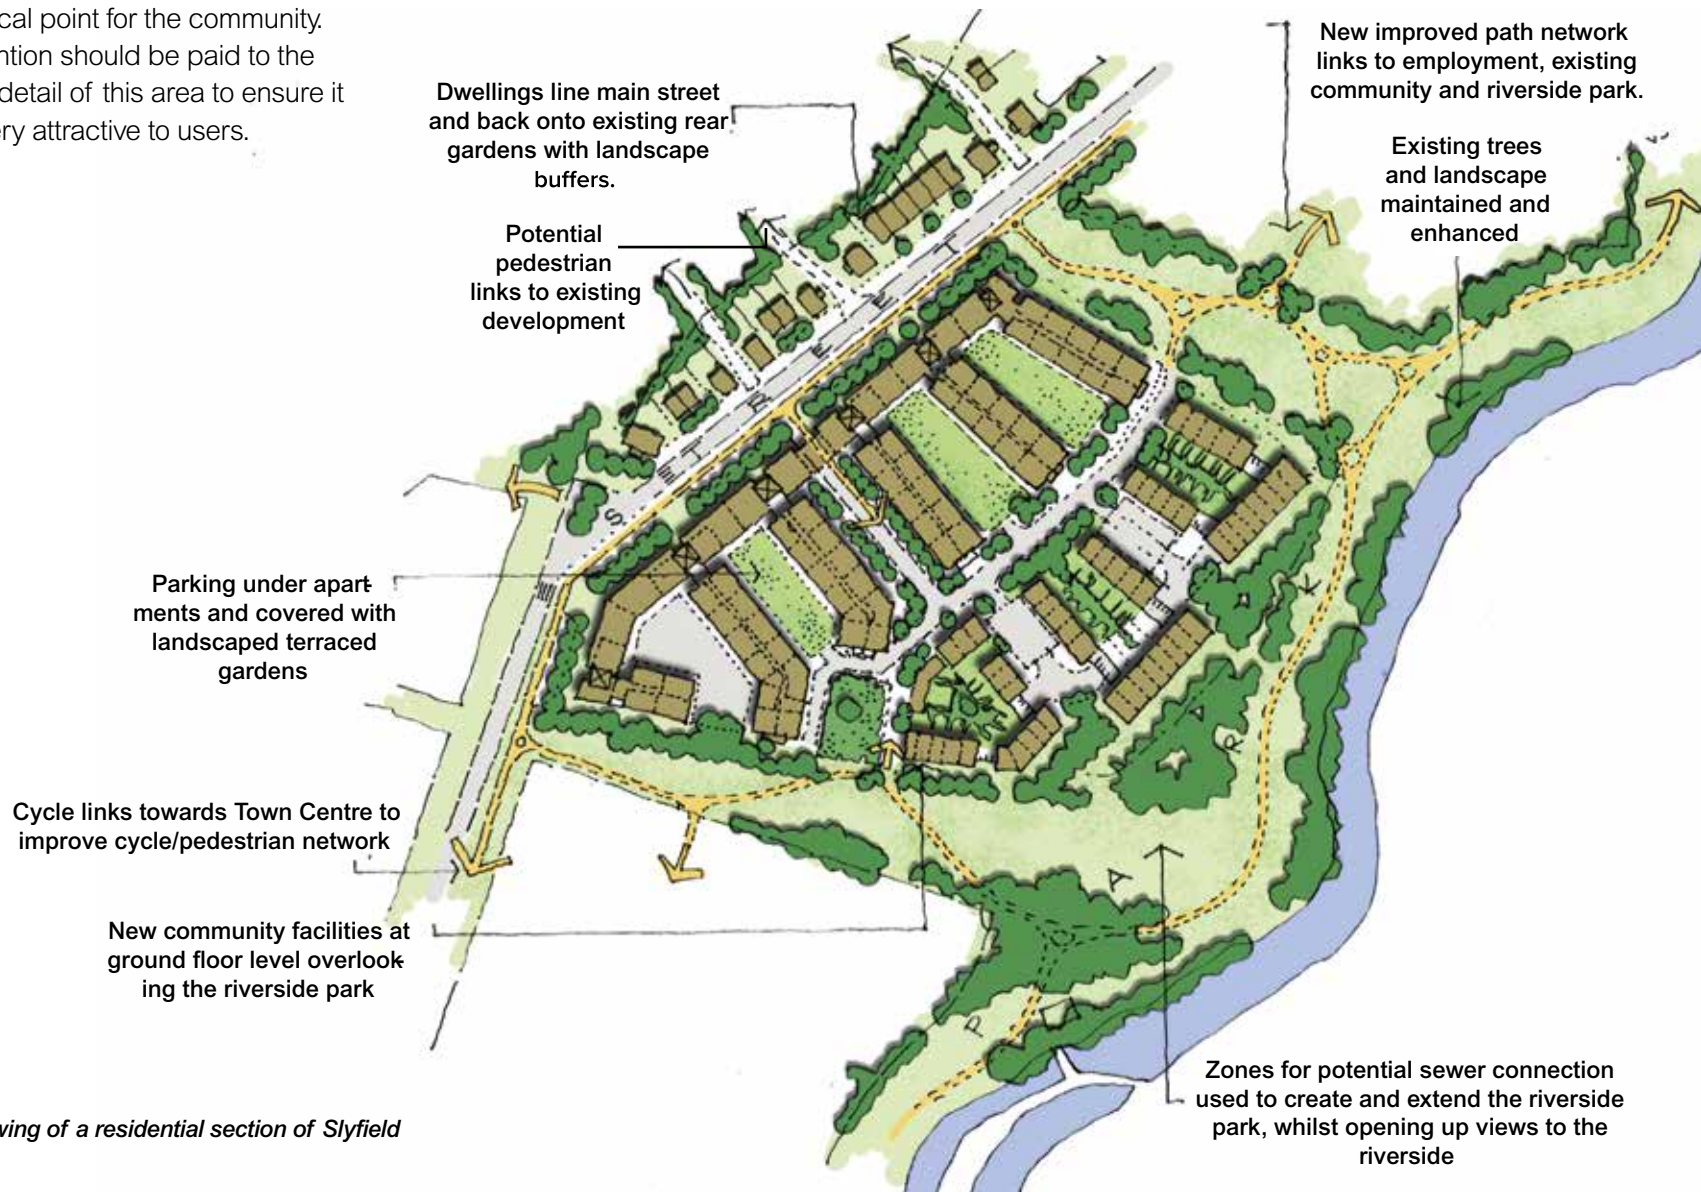 cal point for the community.
ntion should be paid to the
detail of this area to ensure it
ery attractive to users.
Dwellings line main street
and back onto existing rear
gardens with landscape
buffers.
Potential
pedestrian
links to existing
development
New improved path network
links to employment, existing
community and riverside park.
Existing trees
and landscape
maintained and
enhanced
STREET
Parking under apart-
ments and covered with
landscaped terraced
gardens
PARK
Cycle links towards Town Centre to
improve cycle/pedestrian network
New community facilities at
ground floor level overlook-
ing the riverside park
Zones for potential sewer connection
used to create and extend the riverside
park, whilst opening up views to the
riverside
wing of a residential section of Slyfield